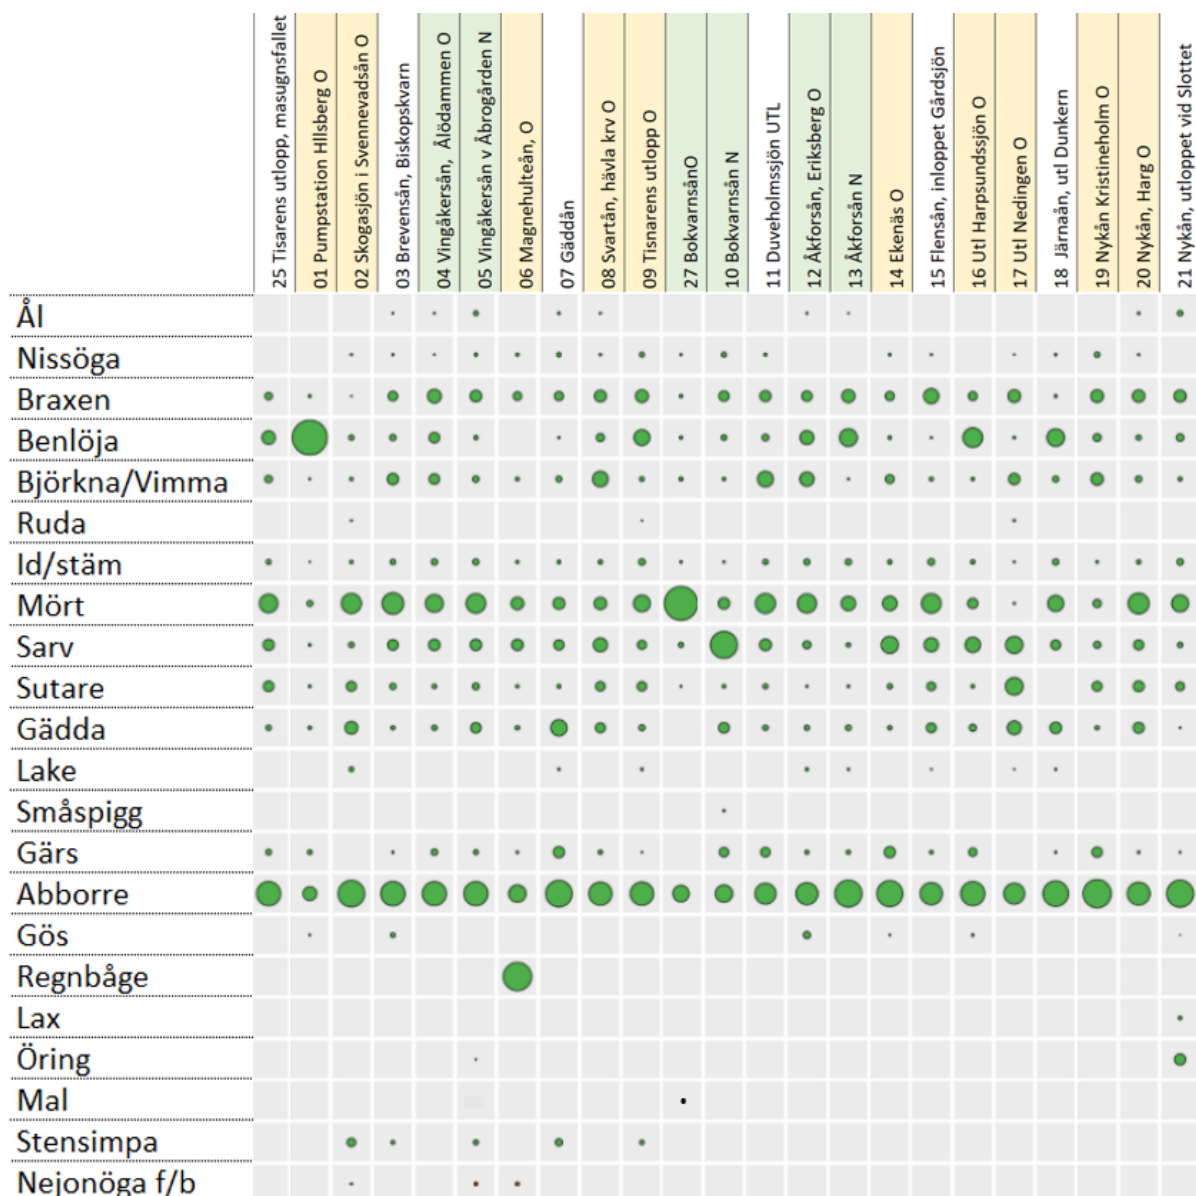 25 Tisarens utlopp, masugnsfallet
01 Pumpstation HIlsberg O
02 Skogasjön i Svennevadsån O
03 Brevensån, Biskopskvarn
04 Vingåkersån, Ålödammen O
05 Vingåkersån v Åbrogården N
06 Magnehulteån, O
07 Gäddån
08 Svartån, hävla krv O
09 Tisnarens utlopp O
27 BokvarnsånO
10 Bokvarnsån N
11 Duveholmssjön UTL
12 Åkforsån, Eriksberg O
13 Åkforsån N
14 Ekenäs O
15 Flensån, inloppet Gårdsjön
16 Utl Harpsundssjön O
17 Utl Nedingen O
18 Järnaån, utl Dunkern
19 Nykån Kristineholm O
20 Nykån, Harg O
21 Nykån, utloppet vid Slottet
Ål
Nissöga
Braxen
Benlöja
Björkna/Vimma
Ruda
Id/stäm
Mört
Sarv
Sutare
Gädda
Lake
Småspigg
Gärs
Abborre
Gös
Regnbåge
Lax
Öring
Mal
Stensimpa
Nejonöga f/b